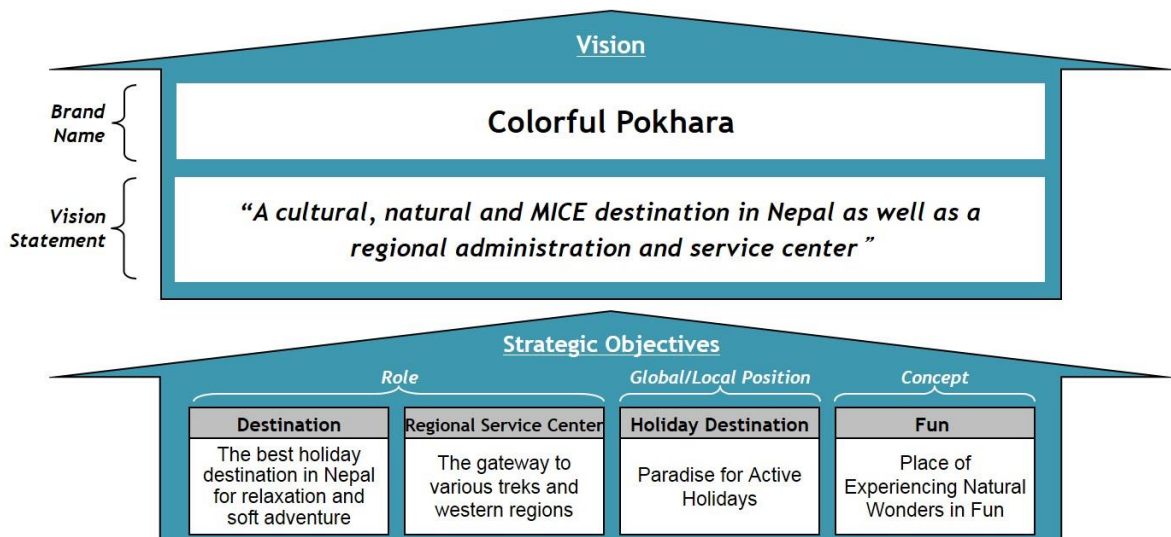 Vision
Brand
Name
Colorful Pokhara
Vision
Statement
“A cultural, natural and MICE destination in Nepal as well as a
regional administration and service center”
Strategic Objectives
Role
Global/Local Position
Concept
Destination
The best holiday
destination in Nepal
for relaxation and
soft adventure
Regional Service Center
The gateway to
various treks and
western regions
Holiday Destination
Paradise for Active
Holidays
Fun
Place of
Experiencing Natural
Wonders in Fun